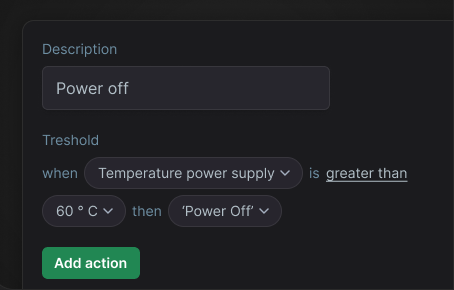 Description
Power off
Treshold
when Temperature power supply is greater than
60 ° C then ‘Power Off’
Add action